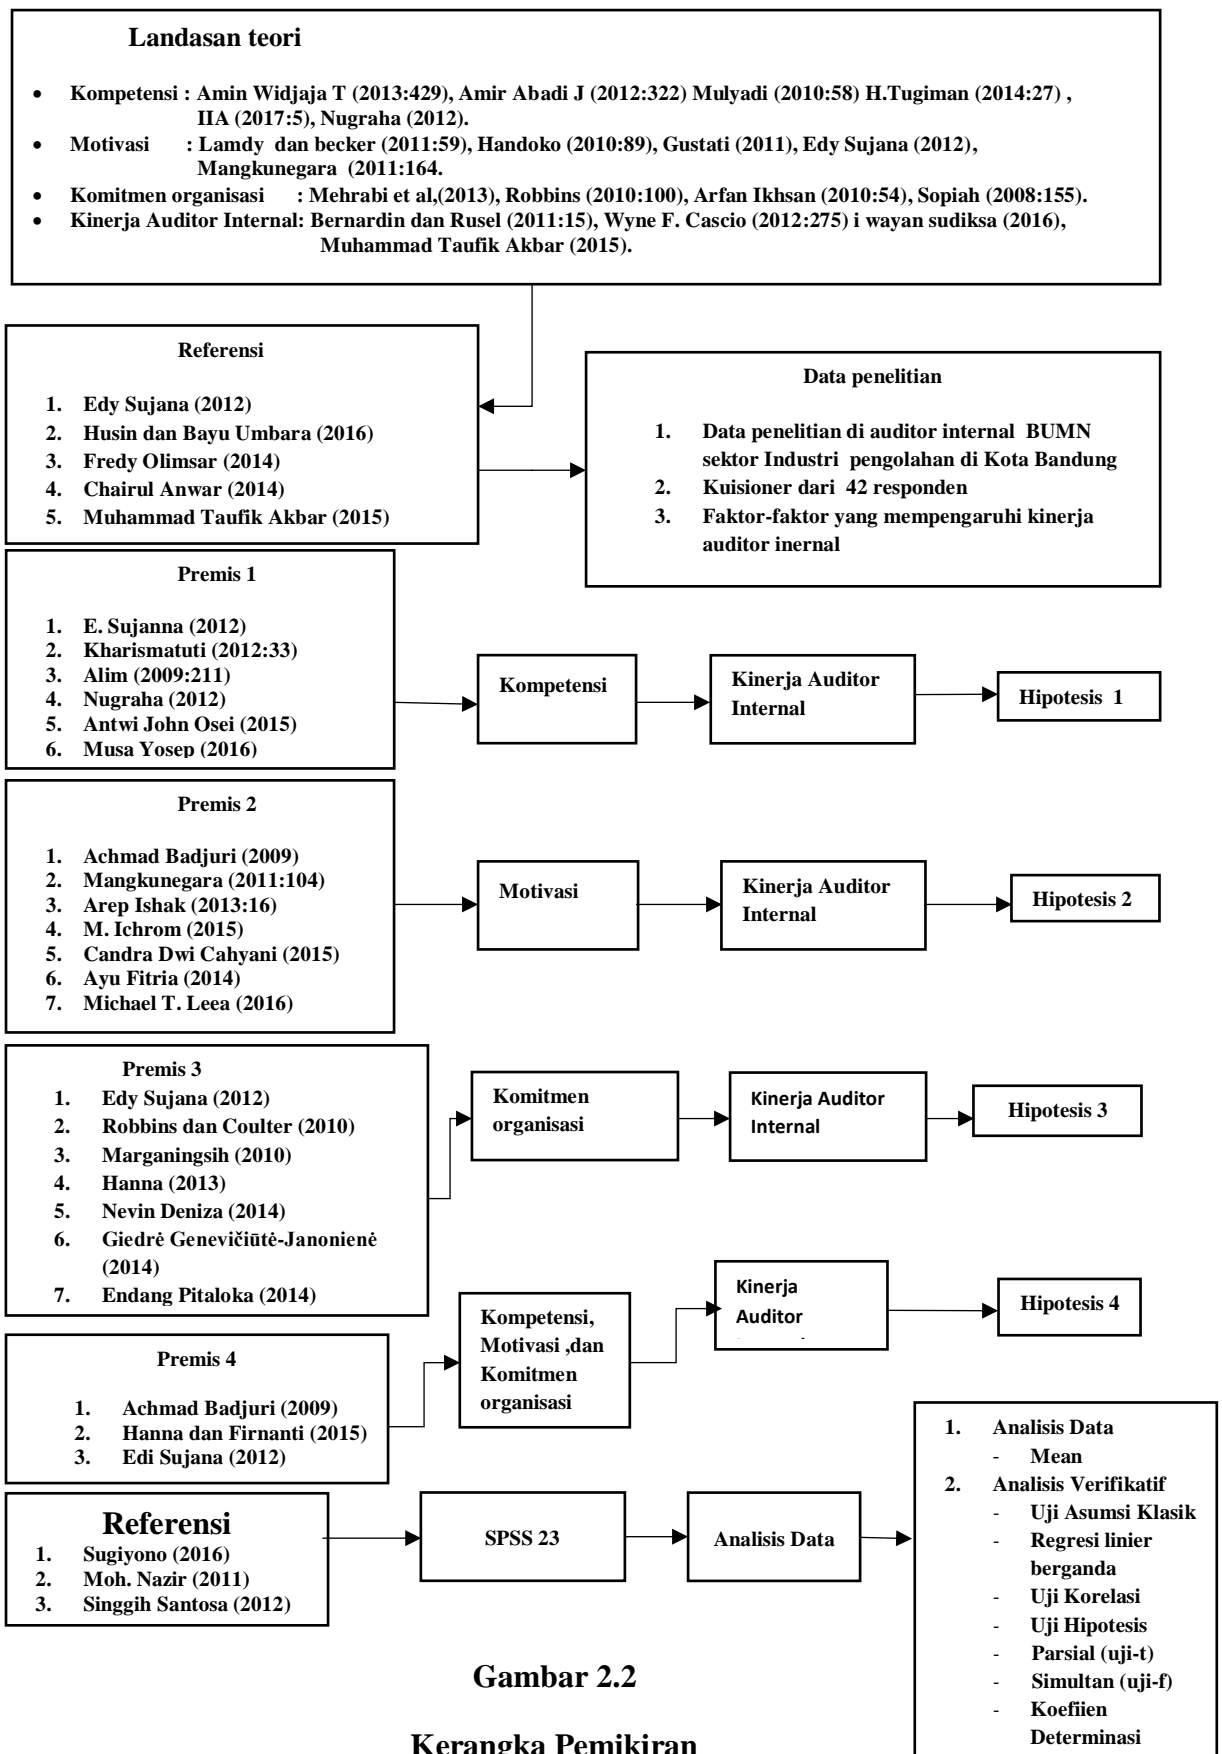 Landasan teori
• Kompetensi : Amin Widjaja T (2013:429), Amir Abadi J (2012:322) Mulyadi (2010:58) H.Tugiman (2014:27) ,
IIA (2017:5), Nugraha (2012).
• Motivasi : Lamdy dan becker (2011:59), Handoko (2010:89), Gustati (2011), Edy Sujana (2012),
Mangkunegara (2011:164.
• Komitmen organisasi : Mehrabi et al,(2013), Robbins (2010:100), Arfan Ikhsan (2010:54), Sopiah (2008:155).
• Kinerja Auditor Internal: Bernardin dan Rusel (2011:15), Wyne F. Cascio (2012:275) i wayan sudiksa (2016),
Muhammad Taufik Akbar (2015).
Referensi
1. Edy Sujana (2012)
2. Husin dan Bayu Umbara (2016)
3. Fredy Olimsar (2014)
4. Chairul Anwar (2014)
5. Muhammad Taufik Akbar (2015)
Data penelitian
1. Data penelitian di auditor internal BUMN
sektor Industri pengolahan di Kota Bandung
2. Kuisioner dari 42 responden
3. Faktor-faktor yang mempengaruhi kinerja
auditor inernal
Premis 1
1. E. Sujanna (2012)
2. Kharismatuti (2012:33)
3. Alim (2009:211)
4. Nugraha (2012)
5. Antwi John Osei (2015)
6. Musa Yosep (2016)
Kompetensi
Kinerja Auditor
Internal
Hipotesis 1
Premis 2
1. Achmad Badjuri (2009)
2. Mangkunegara (2011:104)
3. Arep Ishak (2013:16)
4. M. Ichrom (2015)
5. Candra Dwi Cahyani (2015)
6. Ayu Fitria (2014)
7. Michael T. Leea (2016)
Motivasi
Kinerja Auditor
Internal
Hipotesis 2
Premis 3
1. Edy Sujana (2012)
2. Robbins dan Coulter (2010)
3. Marganingsih (2010)
4. Hanna (2013)
5. Nevin Deniza (2014)
6. Giedrė Genevičiūtė-Janonienė
(2014)
7. Endang Pitaloka (2014)
Komitmen
organisasi
Kinerja Auditor
Internal
Hipotesis 3
Premis 4
1. Achmad Badjuri (2009)
2. Hanna dan Firnanti (2015)
3. Edi Sujana (2012)
Kompetensi,
Motivasi ,dan
Komitmen
organisasi
Kinerja
Auditor
Hipotesis 4
Referensi
1. Sugiyono (2016)
2. Moh. Nazir (2011)
3. Singgih Santosa (2012)
SPSS 23
Analisis Data
1. Analisis Data
- Mean
2. Analisis Verifikatif
- Uji Asumsi Klasik
- Regresi linier
berganda
- Uji Korelasi
- Uji Hipotesis
- Parsial (uji-t)
- Simultan (uji-f)
- Koefiien
Determinasi
Gambar 2.2
Kerangka Pemikiran